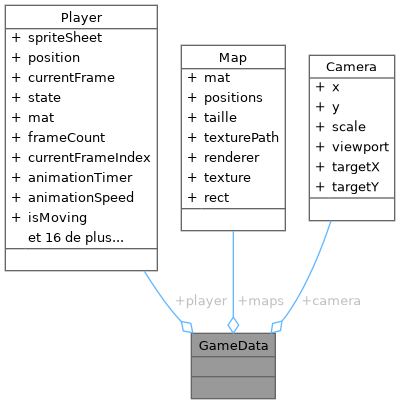 Player
+ spriteSheet
+ position
+ currentFrame
+ state
+ mat
+ frameCount
+ currentFrameIndex
+ animationTimer
+ animationSpeed
+ isMoving
et 16 de plus...
Map
+ mat
+ positions
+ taille
+ texturePath
+ renderer
+ texture
+ rect
Camera
+ x
+ y
+ scale
+ viewport
+ targetX
+ targetY
+player
+maps
+camera
GameData